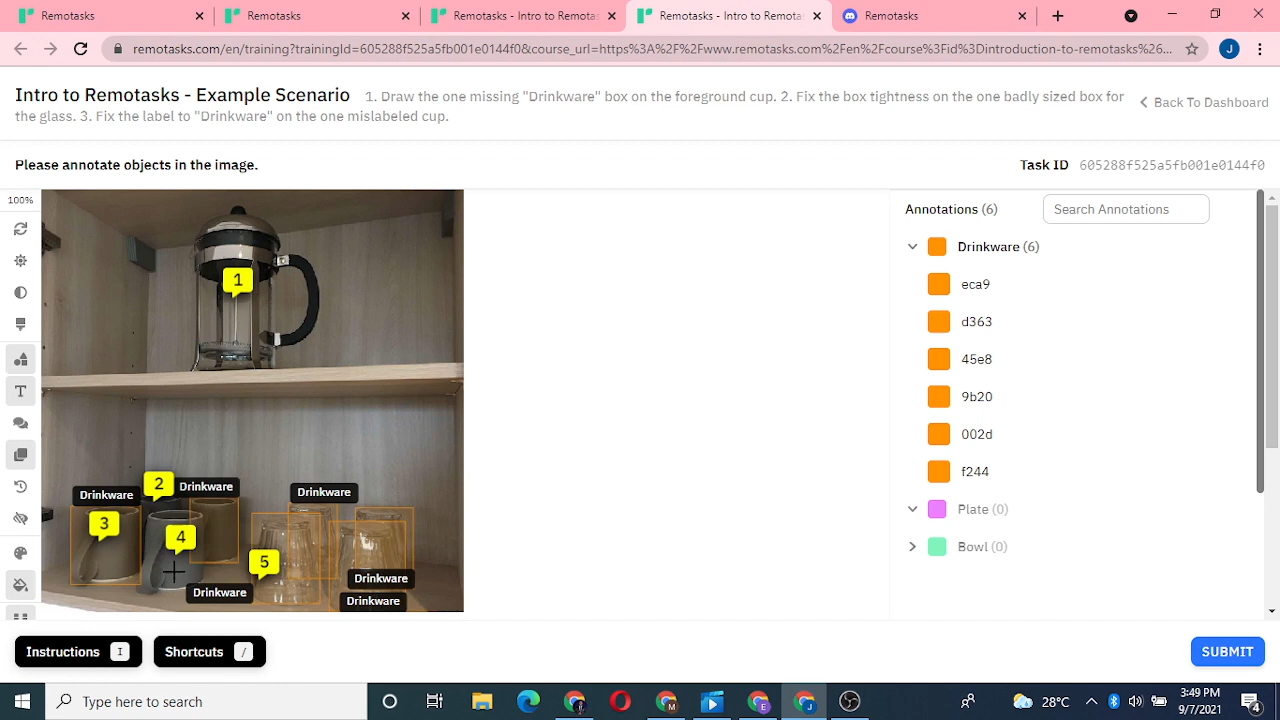 Remotasks
Remotasks
Remotasks - Intro to Remota
Remotasks - Intro to Remota
Remotasks
remotasks.com/en/training?trainingId=605288f525a5fb001e0144f0&course_url=https%3A%2F%2Fwww.remotasks.com%2Fen%2Fcourse%3Fid%3Dintroduction-to-remotasks%26...
J
Intro to Remotasks - Example Scenario 1. Draw the one missing "Drinkware" box on the foreground cup. 2. Fix the box tightness on the one badly sized box for
the glass. 3. Fix the label to "Drinkware" on the one mislabeled cup.
Back To Dashboard
Please annotate objects in the image.
Task ID 605288f525a5fb001e0144f0
100%
T
1
2
3
4
5
Drinkware
Drinkware
Drinkware
Drinkware
Drinkware
Drinkware
Annotations (6)
Search Annotations
Drinkware (6)
eca9
d363
45e8
9b20
002d
f244
Plate (0)
Bowl (0)
Instructions I
Shortcuts /
SUBMIT
Type here to search
M
E
J
28°C
3:49 PM
9/7/2021
4